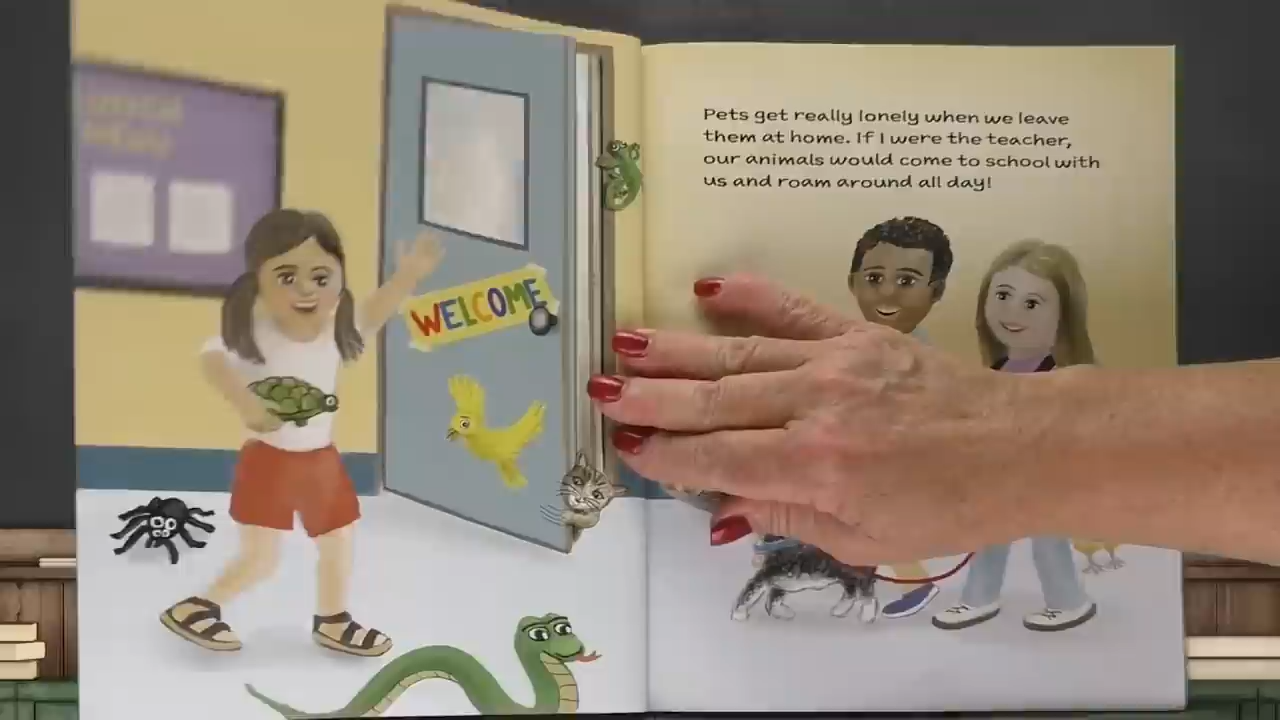 WELCOME
Pets get really lonely when we leave
them at home. If I were the teacher,
our animals would come to school with
us and roam around all day!